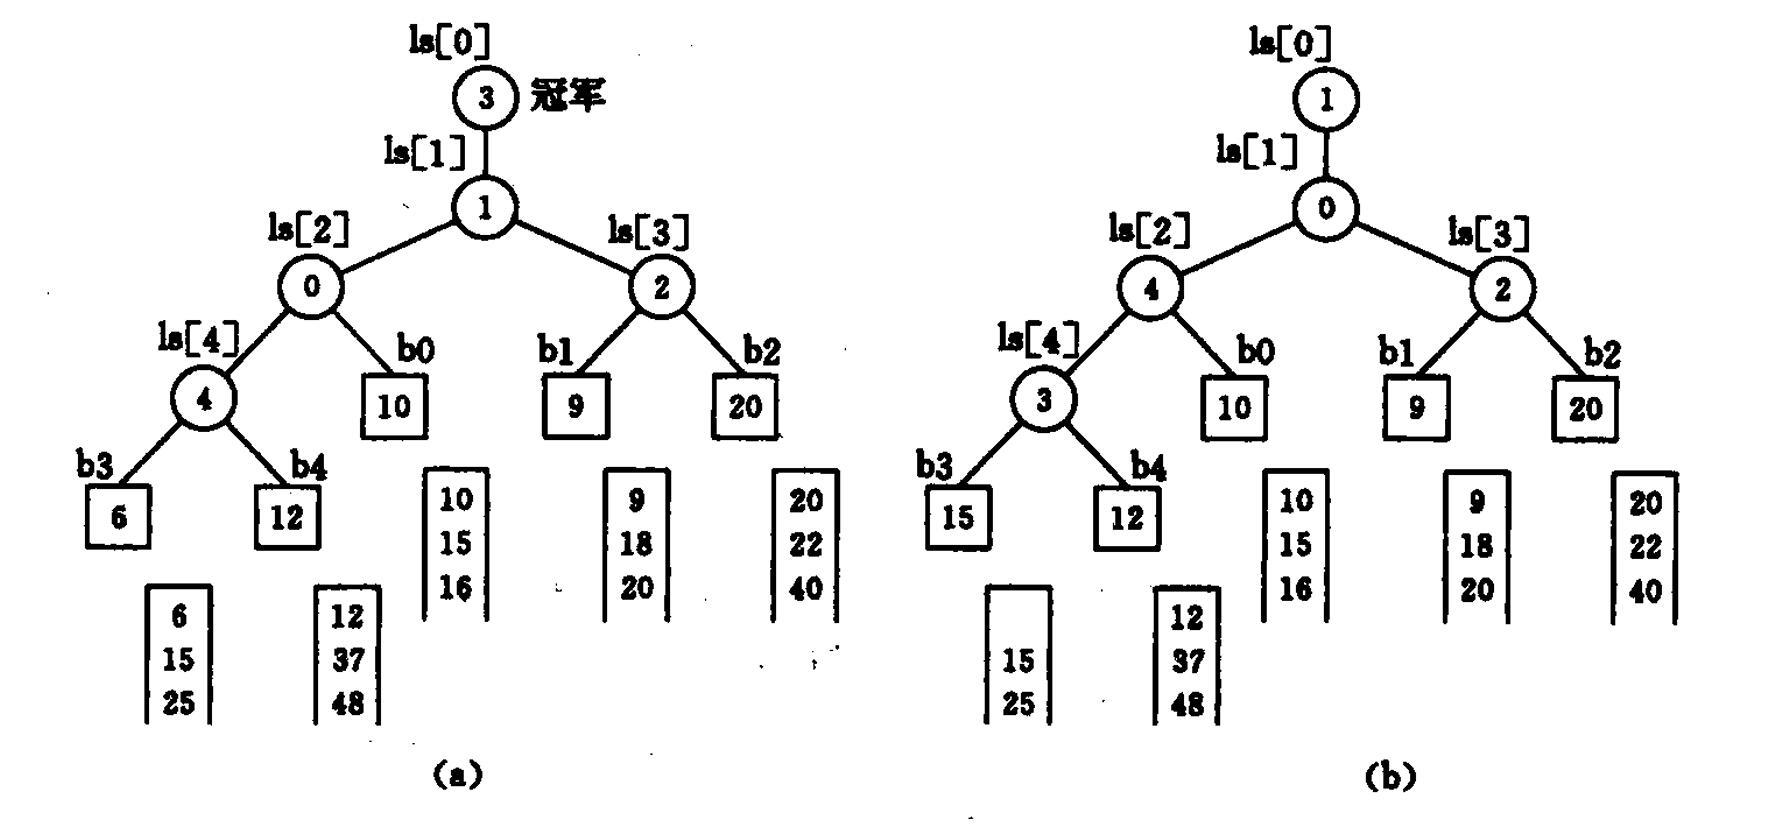 ls[0] ls[0]
3 冠军 1
ls[1] ls[1]
1 0
ls[2] ls[3] ls[2] ls[3]
0 2 4 2
ls[4] b0 b1 b2 ls[4] b0 b1 b2
4 10 9 20 3 10 9 20
b3 b4 b3 b4
6 12 15 12
10 9 20 10 9 20
15 18 22 15 18 22
16 20 40 16 20 40
6 12 12
15 37 15 37
25 48 25 48
(a) (b)